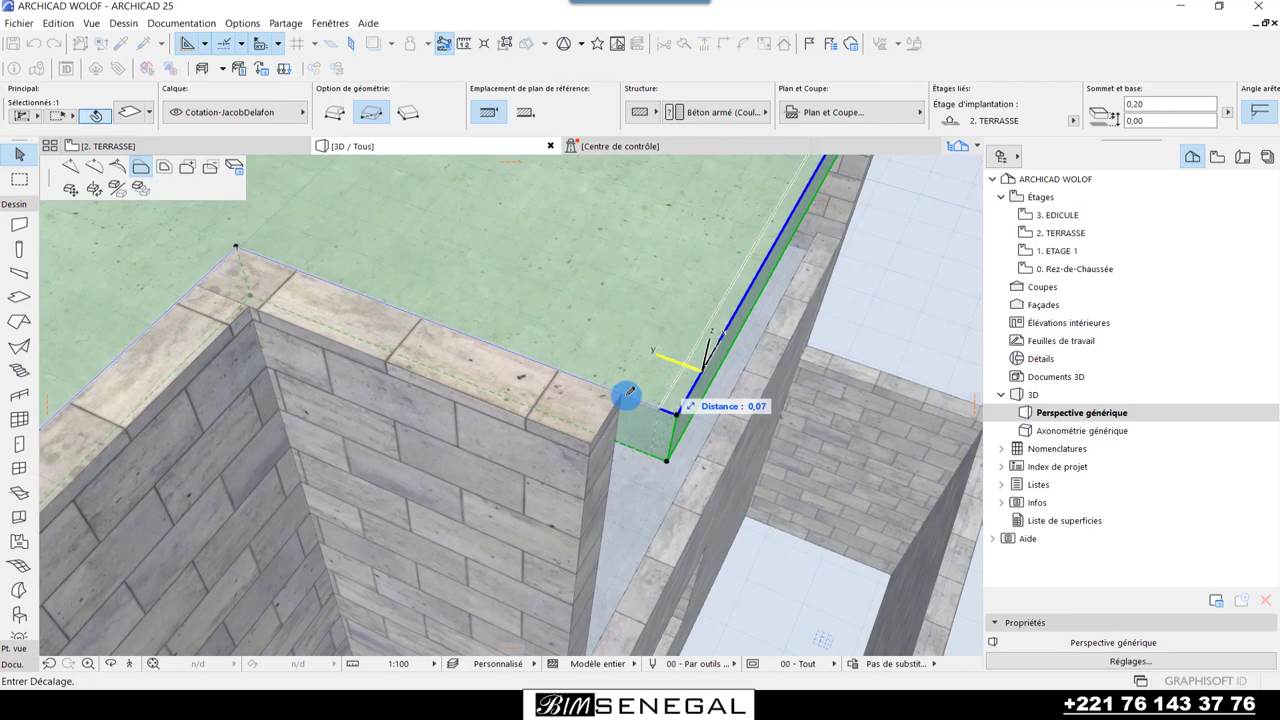 ARCHICAD WOLOF - ARCHICAD 25
Fichier Edition Vue Dessin Documentation Options Partage Fenêtres Aide
Principal:
Sélectionnés :1
Calque:
Cotation-JacobDelafon
Option de géométrie:
Emplacement de plan de référence:
Structure:
Béton armé (Coul...
Plan et Coupe:
Plan et Coupe...
Étages liés:
Étage d'implantation :
2. TERRASSE
Sommet et base:
0,20
0,00
Angle arête
[2. TERRASSE]
[3D / Tous]
[Centre de contrôle]
Dessin
Pt. vue
Docu.
z
y
Distance : 0,07
ARCHICAD WOLOF
Étages
3. EDICULE
2. TERRASSE
1. ETAGE 1
0. Rez-de-Chaussée
Coupes
Façades
Élévations intérieures
Feuilles de travail
Détails
Documents 3D
3D
Perspective générique
Axonométrie générique
Nomenclatures
Index de projet
Listes
Infos
Liste de superficies
Aide
Propriétés
Perspective générique
Réglages...
n/d
n/d
1:100
Personnalisé
Modèle entier
00 - Par outils ...
00 - Tout
Pas de substit...
Entrer Décalage.
GRAPHISOFT ID
BIMSENEGAL
+221 76 143 37 76